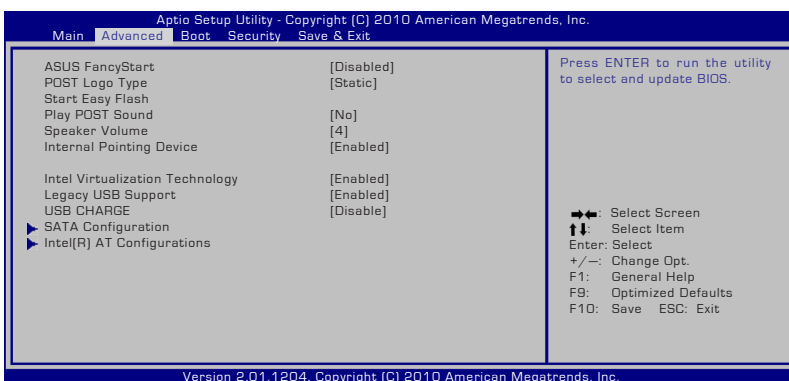 Aptio Setup Utility - Copyright (C) 2010 American Megatrends, Inc.
Main Advanced Boot Security Save & Exit
ASUS FancyStart [Disabled]
POST Logo Type [Static]
Start Easy Flash
Play POST Sound [No]
Speaker Volume [4]
Internal Pointing Device [Enabled]
Intel Virtualization Technology [Enabled]
Legacy USB Support [Enabled]
USB CHARGE [Disable]
SATA Configuration
Intel(R) AT Configurations
Press ENTER to run the utility
to select and update BIOS.
→←: Select Screen
↑↓: Select Item
Enter: Select
+/—: Change Opt.
F1: General Help
F9: Optimized Defaults
F10: Save ESC: Exit
Version 2.01.1204. Copyright (C) 2010 American Megatrends, Inc.